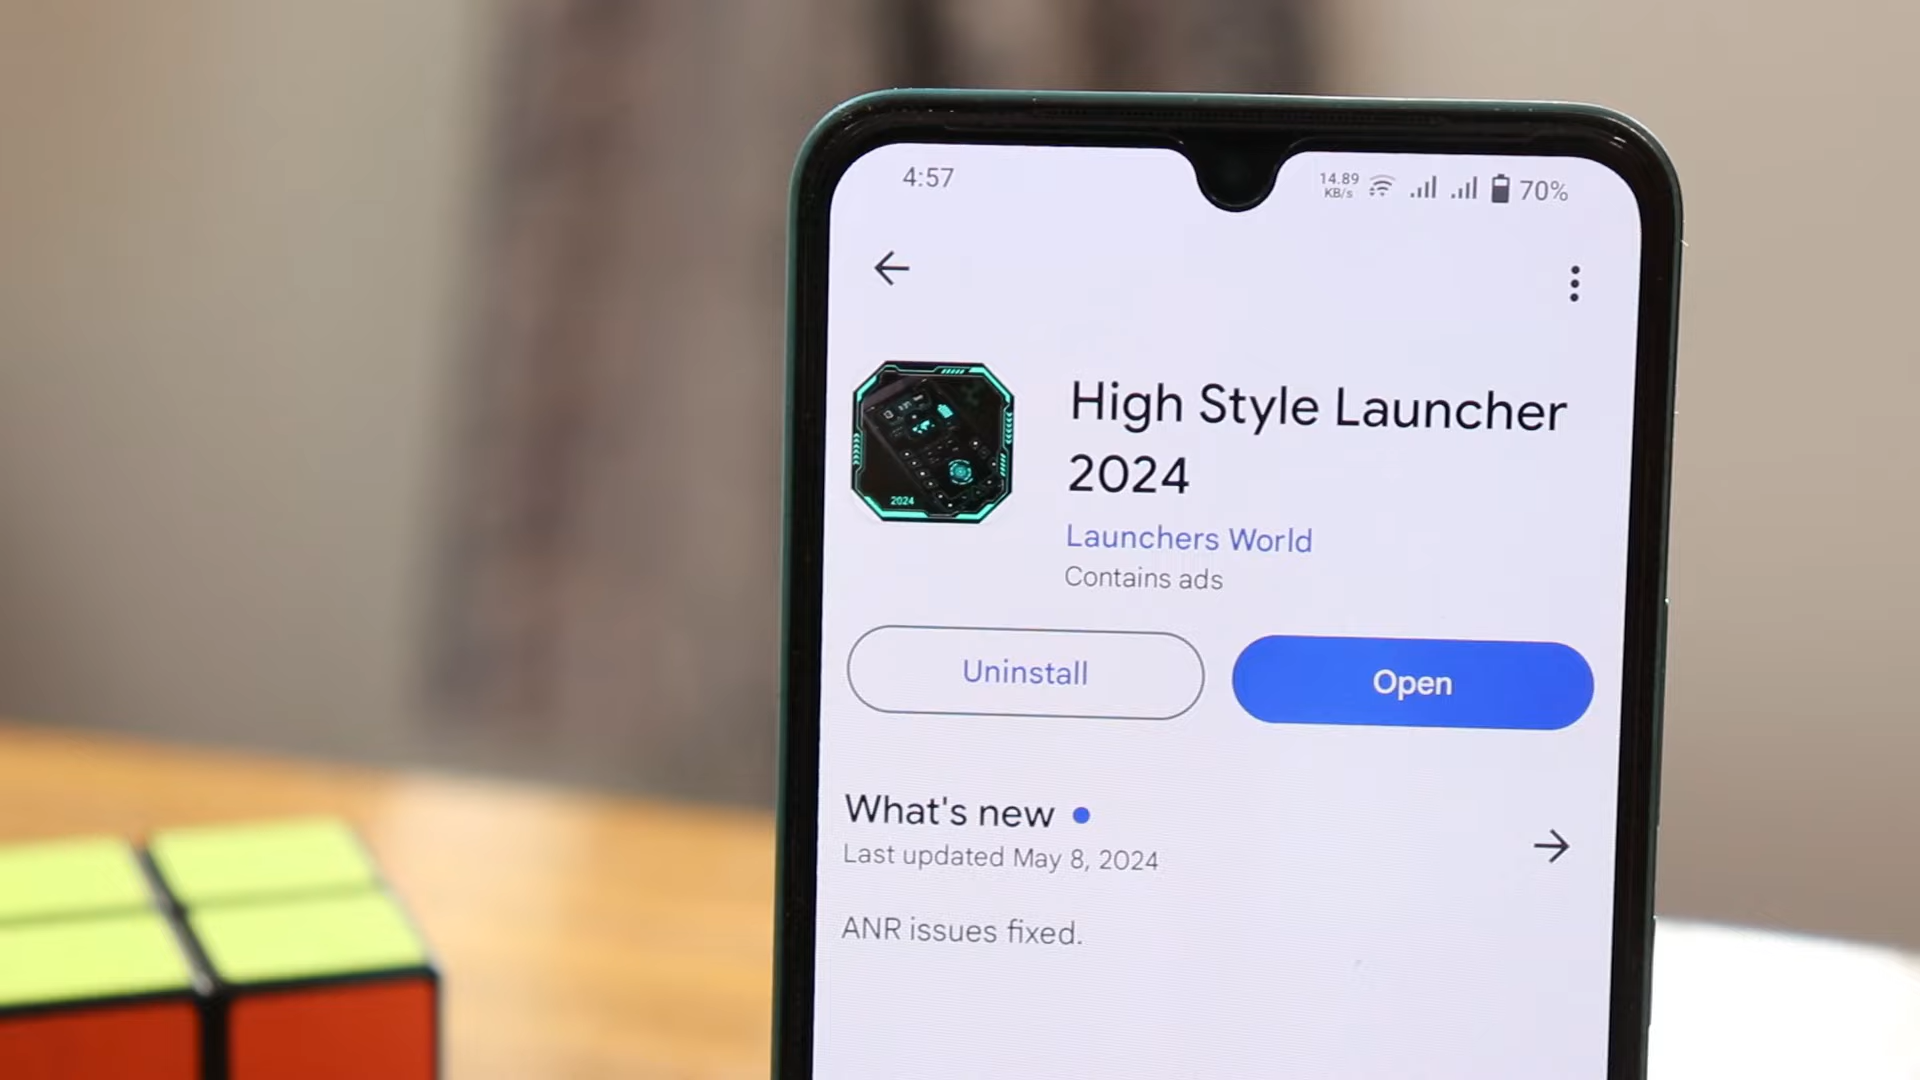 4:57
14.89
KB/s
70%
High Style Launcher
2024
2024
Launchers World
Contains ads
Uninstall
Open
What's new
Last updated May 8, 2024
ANR issues fixed.